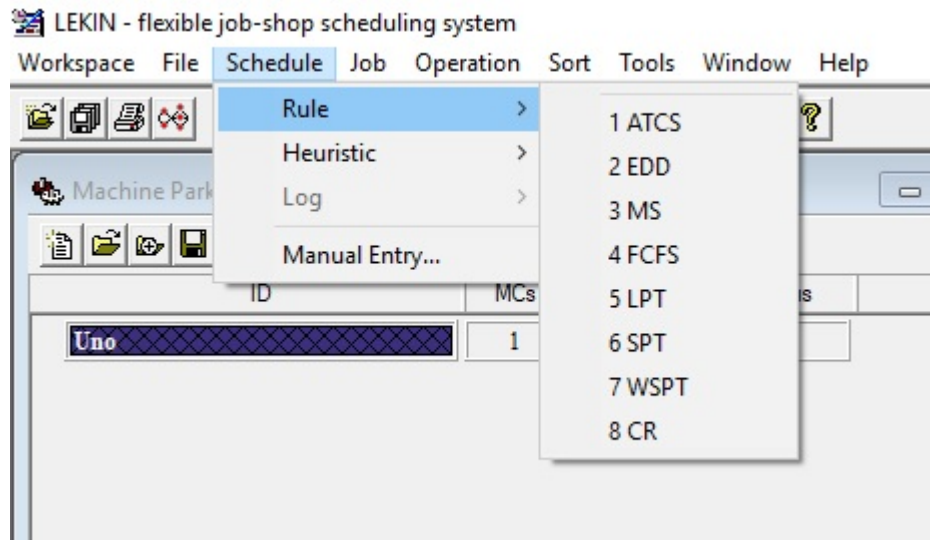 LEKIN - flexible job-shop scheduling system
Workspace File Schedule Job Operation Sort Tools Window Help
Rule >
Heuristic >
Log >
Manual Entry...
1 ATCS
2 EDD
3 MS
4 FCFS
5 LPT
6 SPT
7 WSPT
8 CR
Machine Park
ID MCs
Uno 1